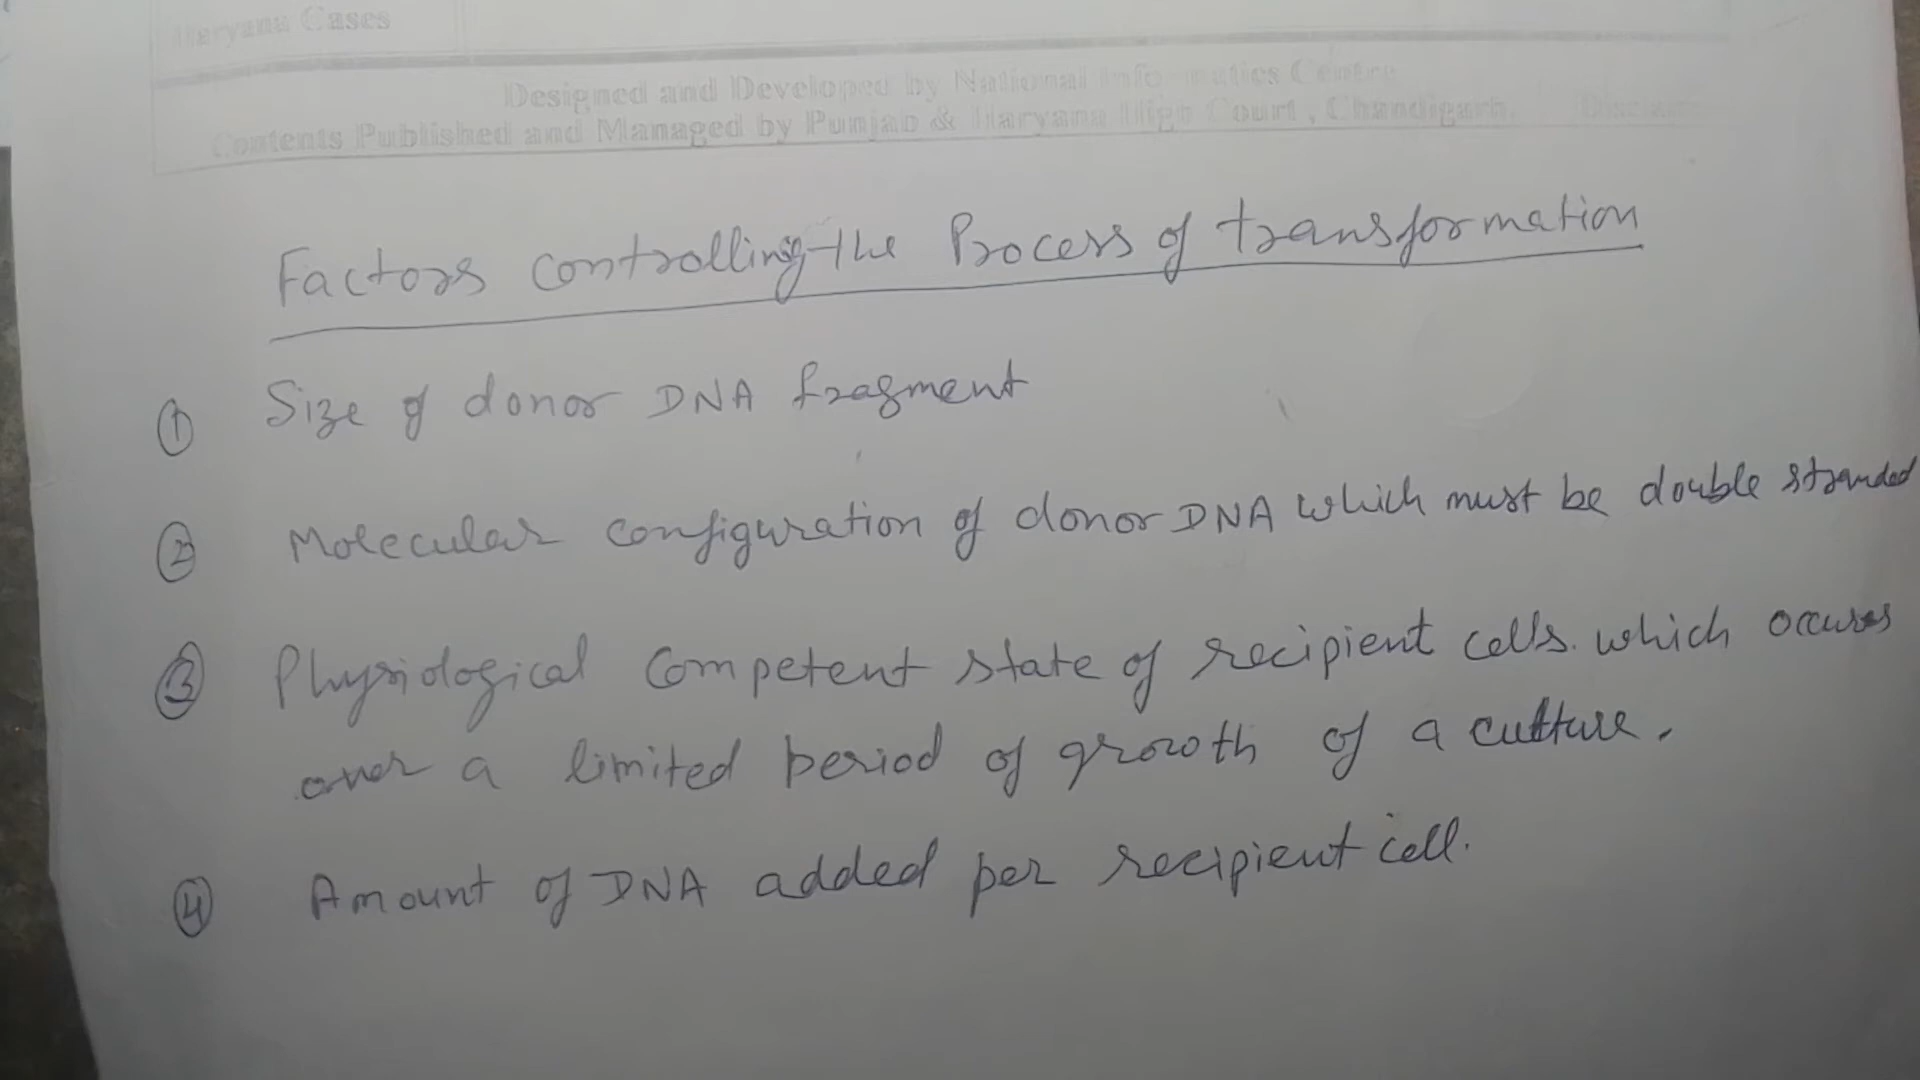 Haryana Cases
Designed and Developed by National Informatics Centre
Contents Published and Managed by Punjab & Haryana High Court, Chandigarh.
Factors controlling the Process of transformation
① Size of donor DNA fragment
② Molecular configuration of donor DNA which must be double stranded
③ Physiological Competent state of recipient cells. which occures
over a limited period of growth of a culture.
④ Amount of DNA added per recipient cell.